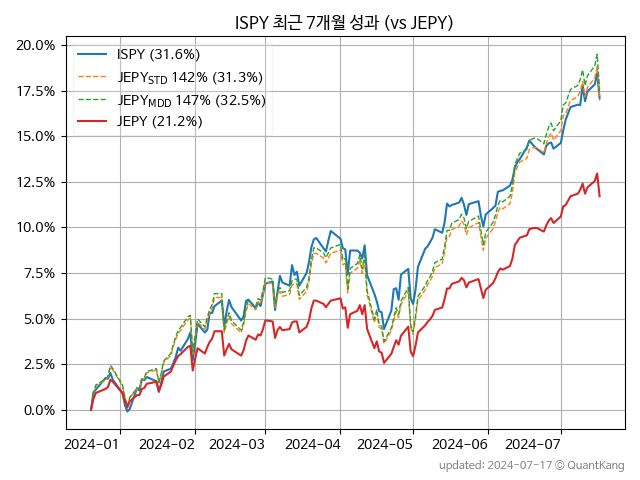 ISPY 최근 7개월 성과 (vs JEPY)
ISPY (31.6%)
JEPYSTD 142% (31.3%)
JEPYMDD 147% (32.5%)
JEPY (21.2%)
20.0%
17.5%
15.0%
12.5%
10.0%
7.5%
5.0%
2.5%
0.0%
2024-01 2024-02 2024-03 2024-04 2024-05 2024-06 2024-07
updated: 2024-07-17 © QuantKang